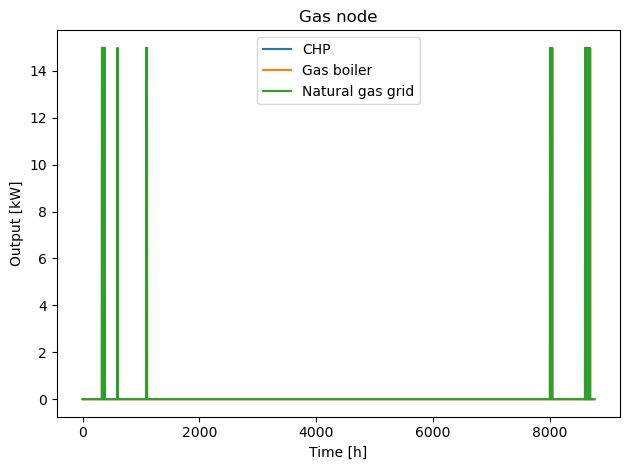 Gas node
CHP
Gas boiler
Natural gas grid
14
12
10
8
6
4
2
0
Output [kW]
0 2000 4000 6000 8000
Time [h]